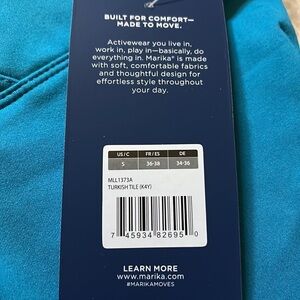 BUILT FOR COMFORT—
MADE TO MOVE.
Activewear you live in,
work in, play in—basically, do
everything in. Marika® is made
with soft, comfortable fabrics
and thoughtful design for
effortless style throughout
your day.
US / C FR / ES DE
S 36-38 34-36
MLL1373A
TURKISH TILE (K4Y)
7 45934 82695 0
LEARN MORE
www.marika.com
#MARIKAMOVES